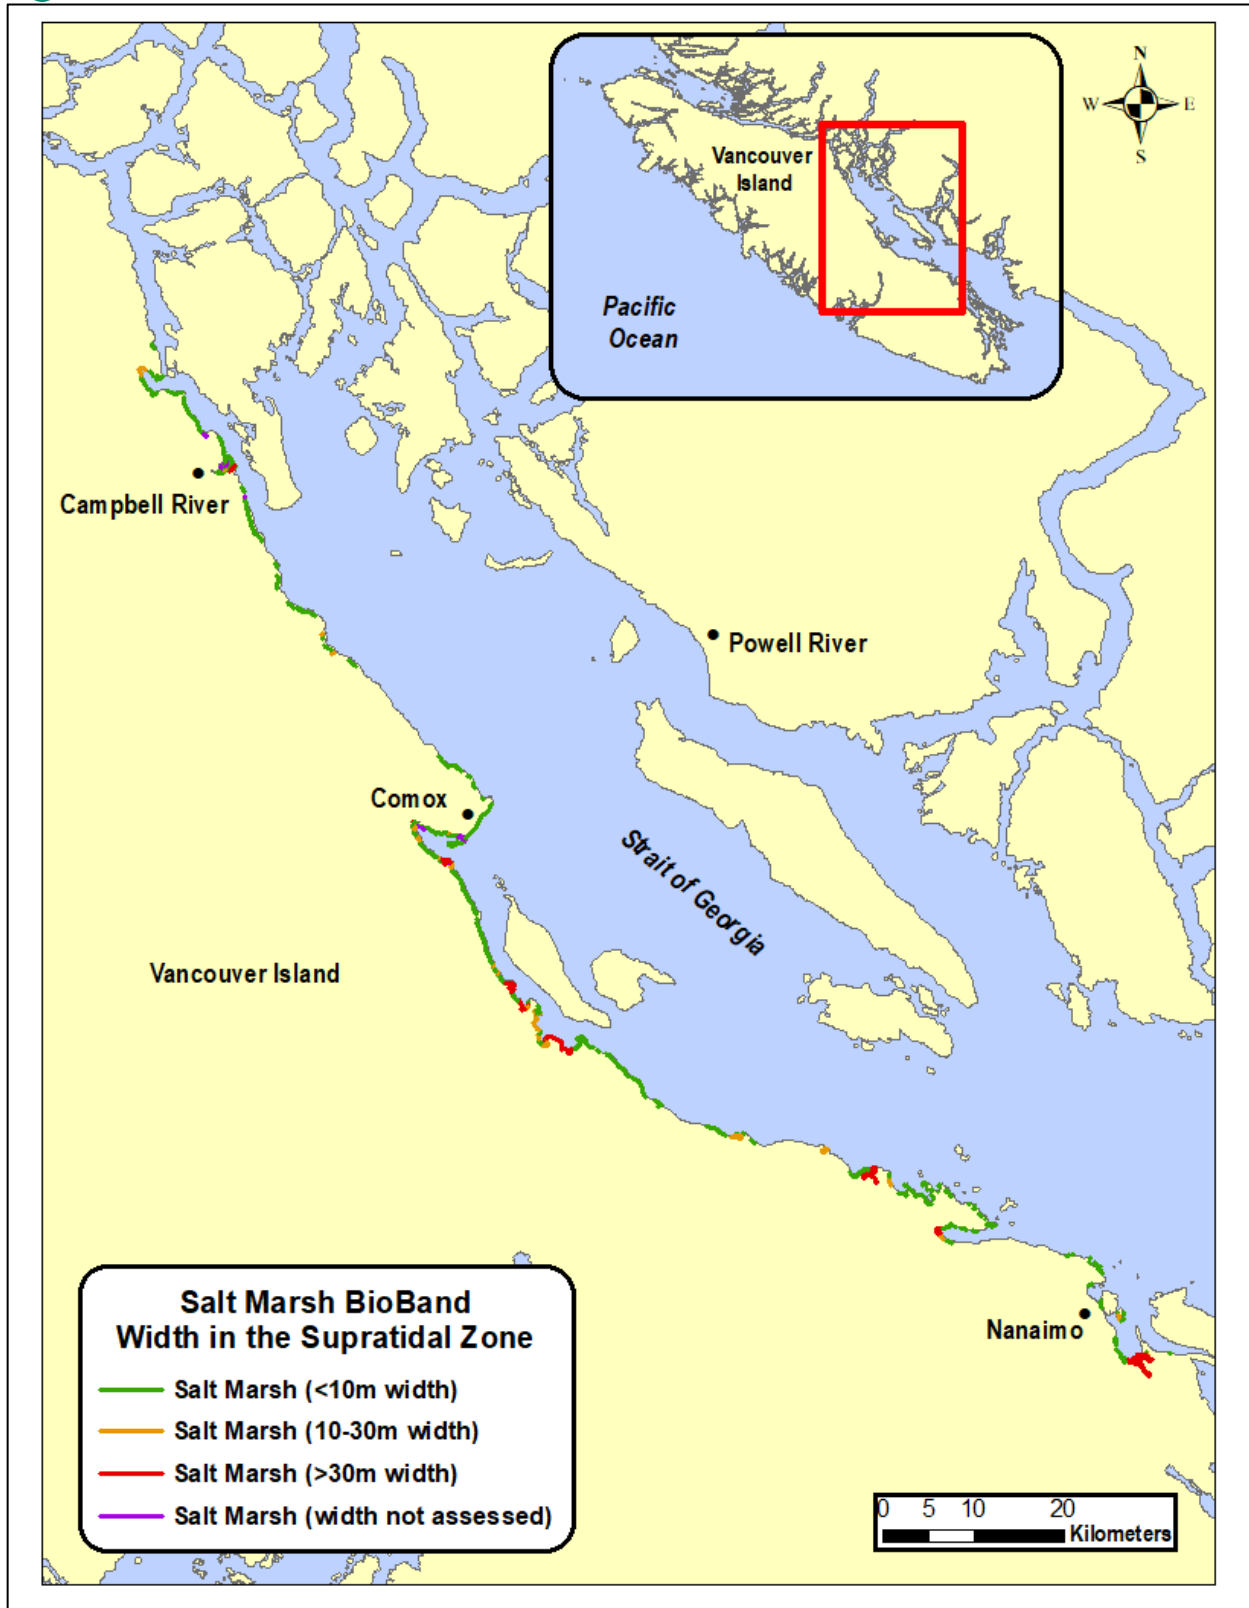 N
W E
S
Vancouver
Island
Pacific
Ocean
Campbell River
Powell River
Comox
Strait of Georgia
Vancouver Island
Nanaimo
Salt Marsh BioBand
Width in the Supratidal Zone
Salt Marsh (<10m width)
Salt Marsh (10-30m width)
Salt Marsh (>30m width)
Salt Marsh (width not assessed)
0 5 10 20
Kilometers